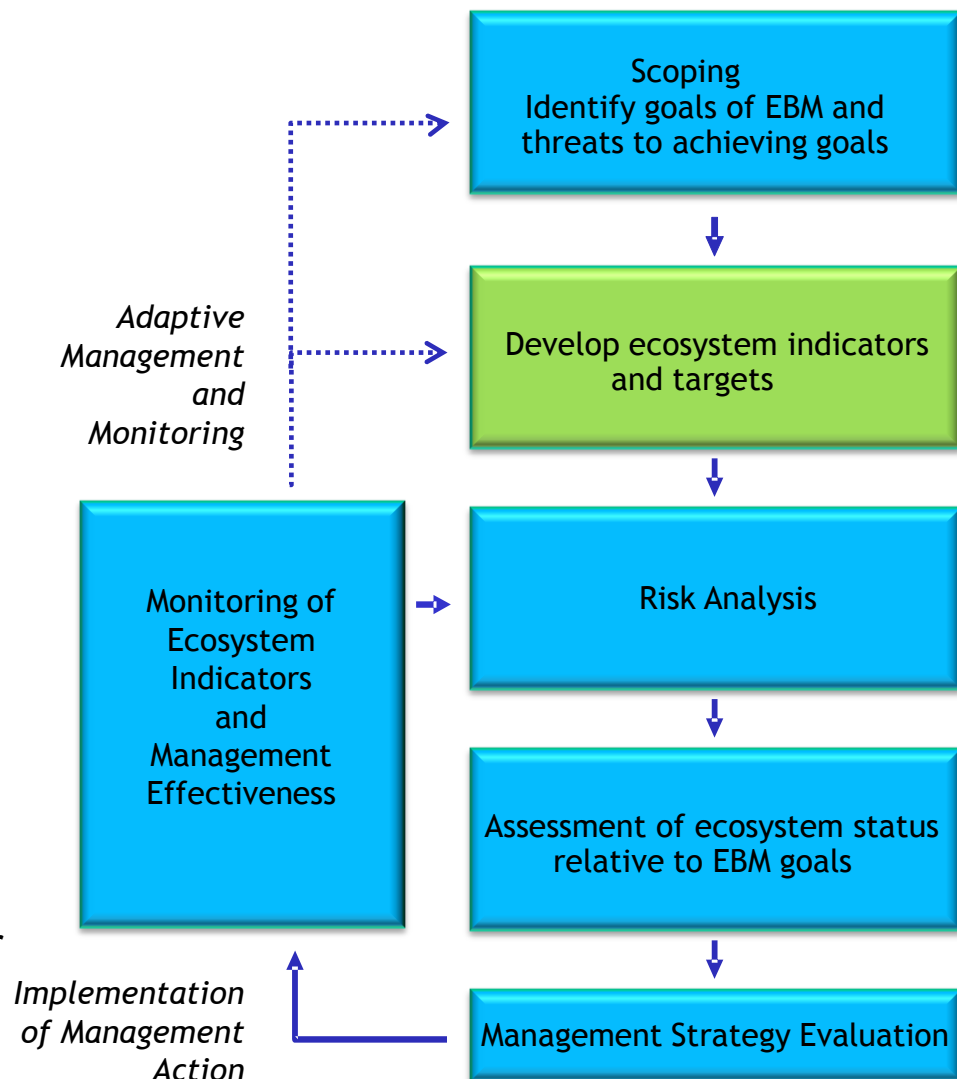 Scoping
Identify goals of EBM and
threats to achieving goals
Adaptive
Management
and
Monitoring
Develop ecosystem indicators
and targets
Monitoring of
Ecosystem
Indicators
and
Management
Effectiveness
Risk Analysis
Assessment of ecosystem status
relative to EBM goals
Implementation
of Management
Action
Management Strategy Evaluation